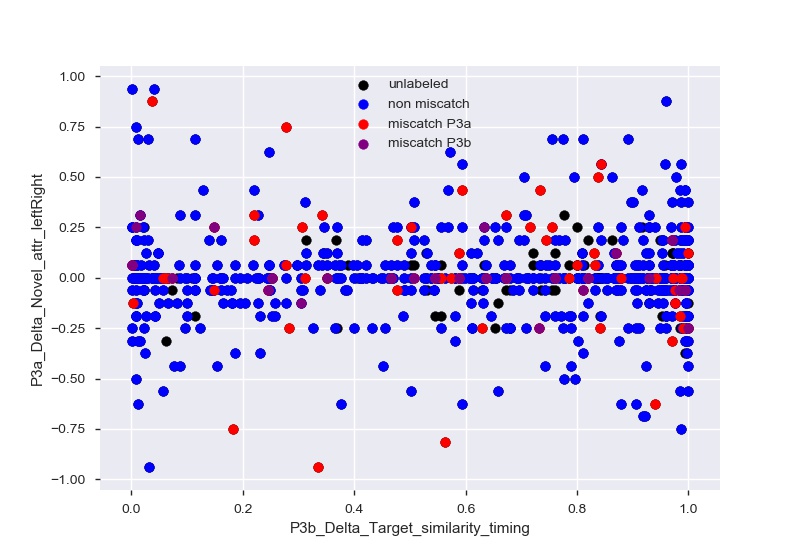 1.00
0.75
0.50
0.25
0.00
−0.25
−0.50
−0.75
−1.00
P3a_Delta_Novel_attr_leftRight
unlabeled
non miscatch
miscatch P3a
miscatch P3b
0.0
0.2
0.4
0.6
0.8
1.0
P3b_Delta_Target_similarity_timing